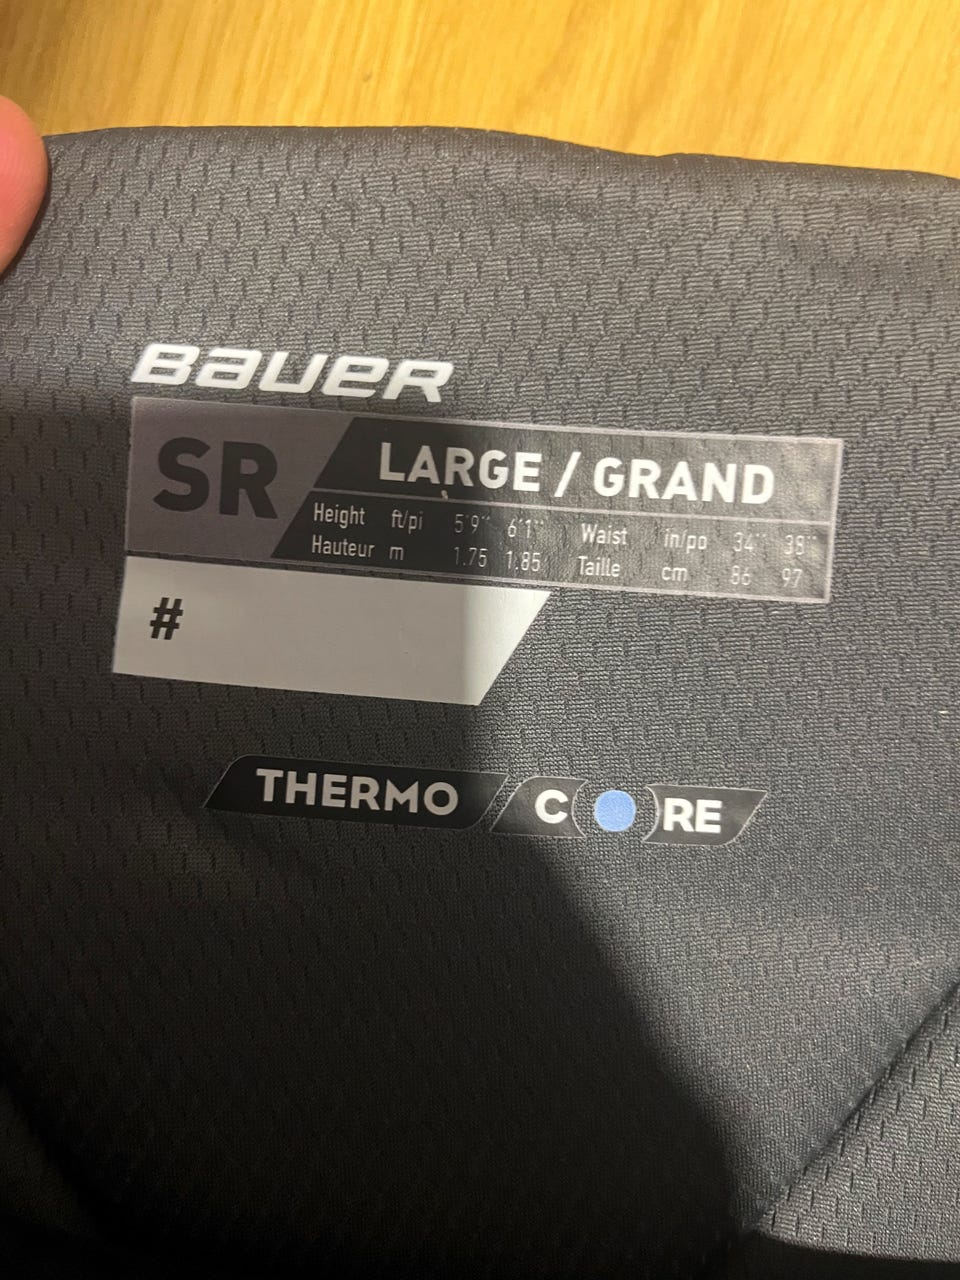 BAUER
SR LARGE / GRAND
Height ft/pi 5'9" 6'1" Waist in/po 34" 38"
Hauteur m 1.75 1.85 Taille cm 86 97
#
THERMO CORE